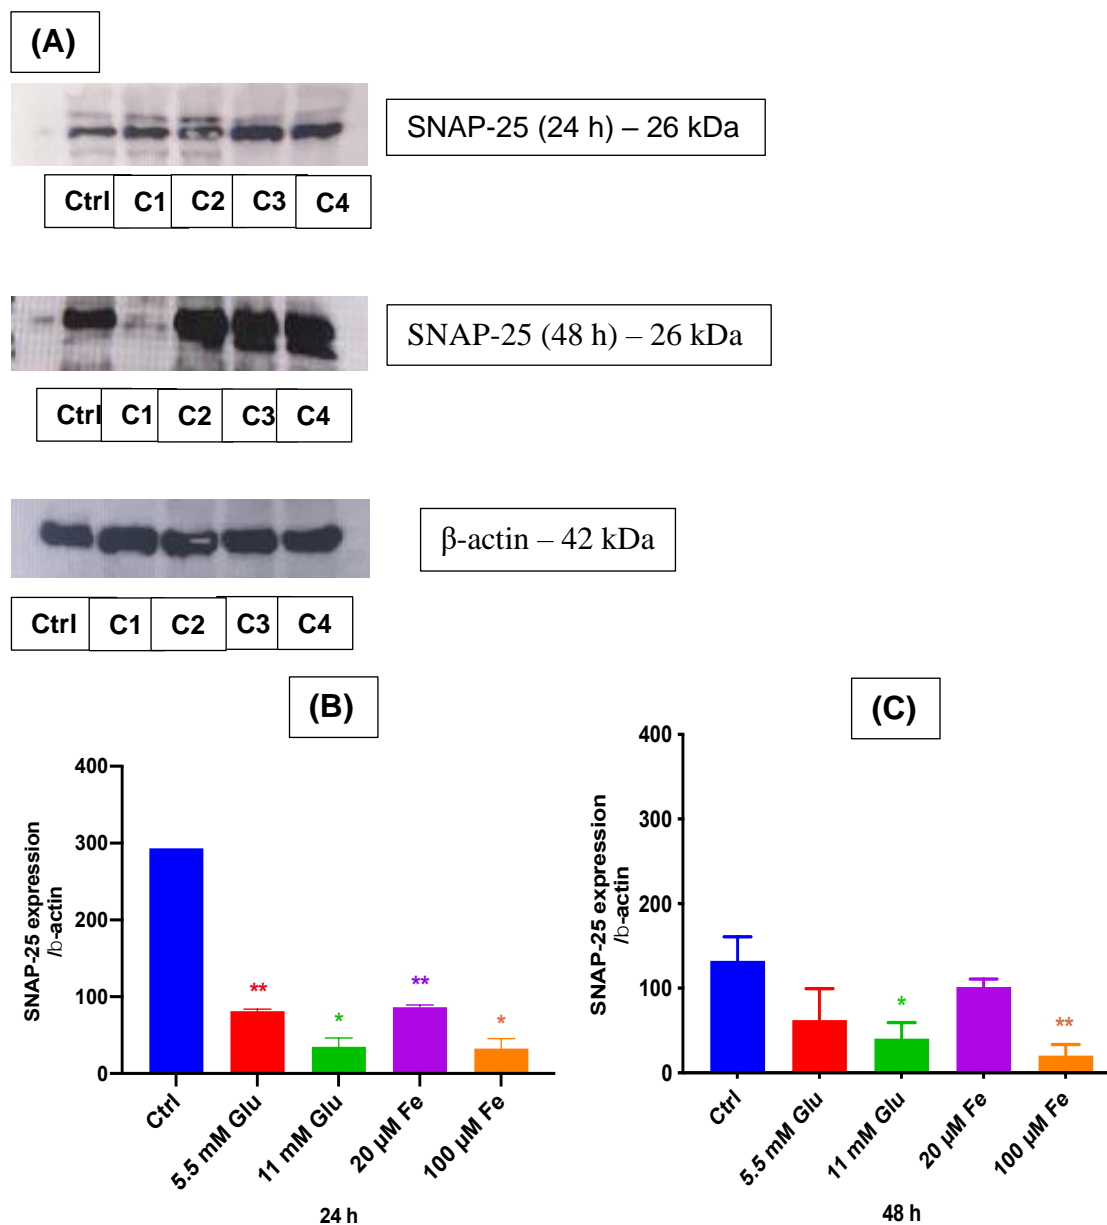 (A)
SNAP-25 (24 h) – 26 kDa
Ctrl C1 C2 C3 C4
SNAP-25 (48 h) – 26 kDa
Ctrl C1 C2 C3 C4
β-actin – 42 kDa
Ctrl C1 C2 C3 C4
(B)
SNAP-25 expression
/b-actin
400
300
200
100
0
**
*
**
*
Ctrl
5.5 mM Glu
11 mM Glu
20 µM Fe
100 µM Fe
24 h
(C)
SNAP-25 expression
/b-actin
400
300
200
100
0
*
**
Ctrl
5.5 mM Glu
11 mM Glu
20 µM Fe
100 µM Fe
48 h